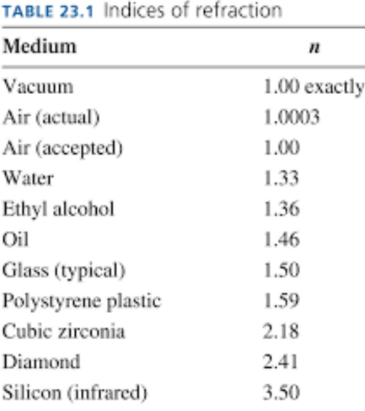 TABLE 23.1 Indices of refraction
Medium n
Vacuum 1.00 exactly
Air (actual) 1.0003
Air (accepted) 1.00
Water 1.33
Ethyl alcohol 1.36
Oil 1.46
Glass (typical) 1.50
Polystyrene plastic 1.59
Cubic zirconia 2.18
Diamond 2.41
Silicon (infrared) 3.50